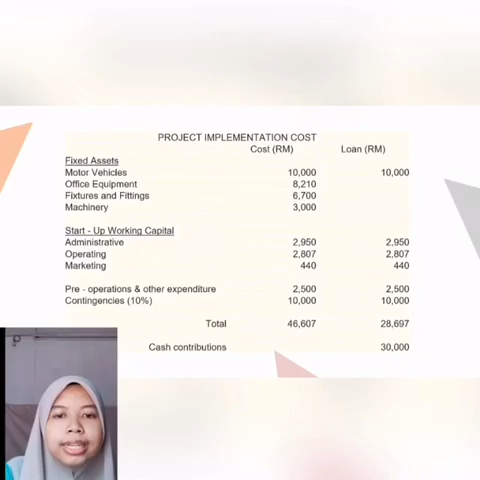 PROJECT IMPLEMENTATION COST
Cost (RM) Loan (RM)
Fixed Assets
Motor Vehicles 10,000 10,000
Office Equipment 8,210
Fixtures and Fittings 6,700
Machinery 3,000
Start - Up Working Capital
Administrative 2,950 2,950
Operating 2,807 2,807
Marketing 440 440
Pre - operations & other expenditure 2,500 2,500
Contingencies (10%) 10,000 10,000
Total 46,607 28,697
Cash contributions 30,000